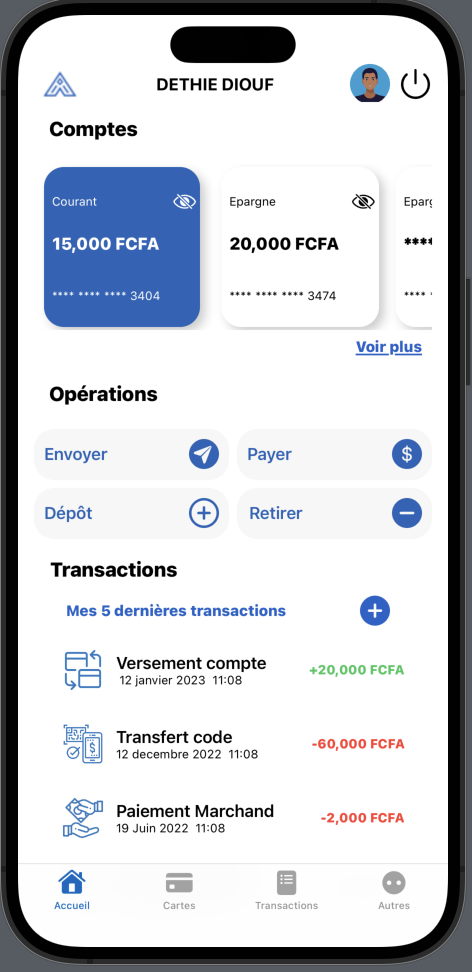 DETHIE DIOUF
Comptes
Courant
15,000 FCFA
**** **** **** 3404
Epargne
20,000 FCFA
**** **** **** 3474
****
****
Voir plus
Opérations
Envoyer
Payer
$
Dépôt
Retirer
Transactions
Mes 5 dernières transactions
Versement compte
+20,000 FCFA
12 janvier 2023 11:08
Transfert code
-60,000 FCFA
12 decembre 2022 11:08
Paiement Marchand
-2,000 FCFA
19 Juin 2022 11:08
Accueil
Cartes
Transactions
Autres